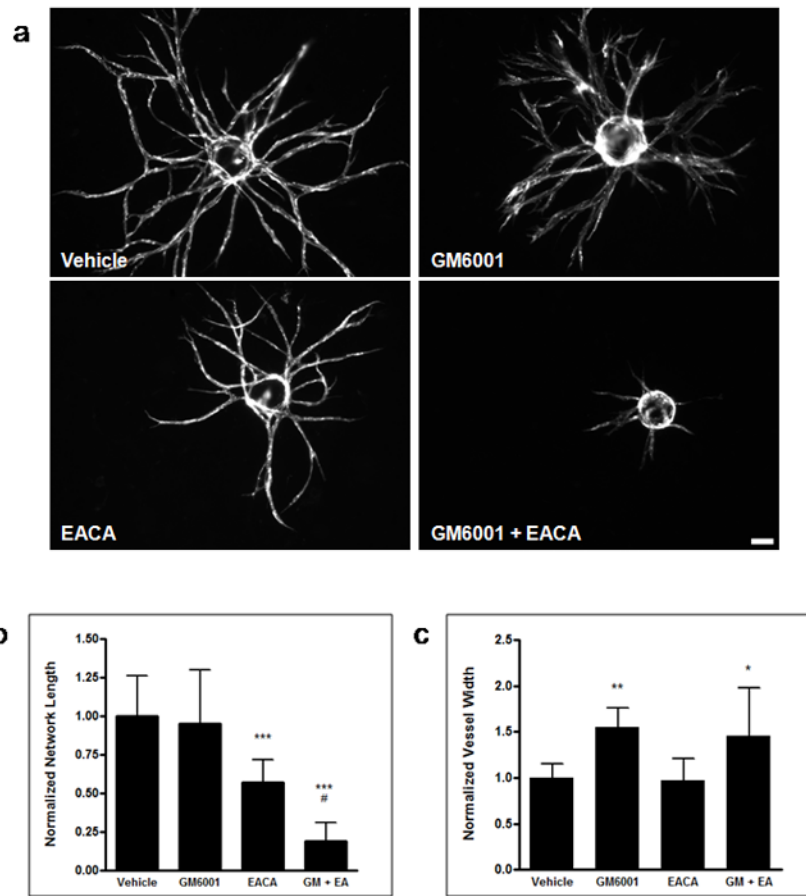 a
Vehicle
GM6001
EACA
GM6001 + EACA
b
Normalized Network Length
1.50
1.25
1.00
0.75
0.50
0.25
0.00
***
***
#
Vehicle
GM6001
EACA
GM + EA
c
Normalized Vessel Width
2.5
2.0
1.5
1.0
0.5
0.0
**
*
Vehicle
GM6001
EACA
GM + EA